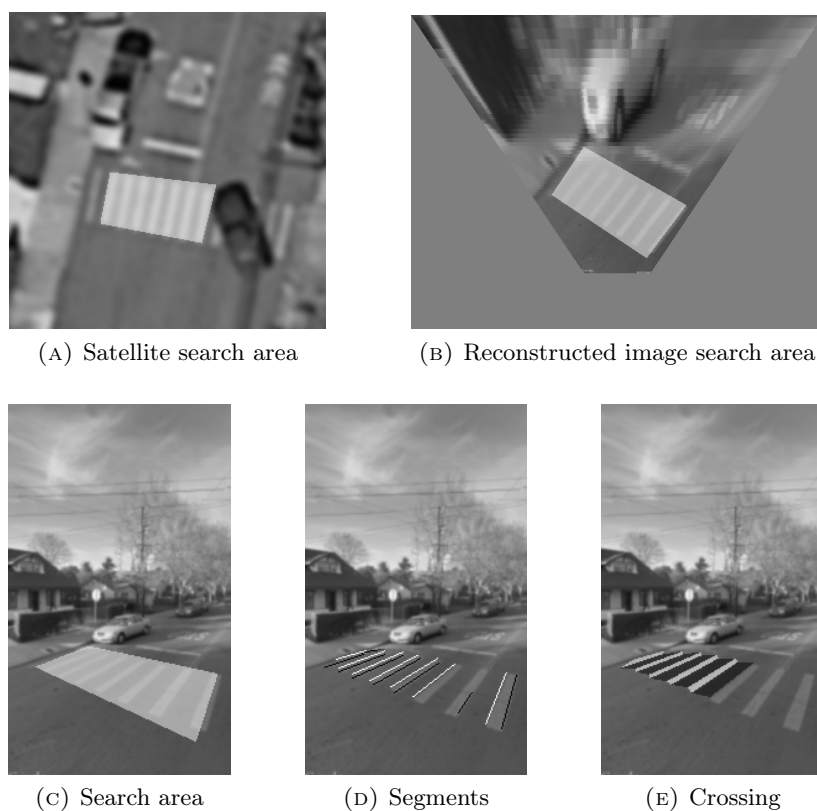 (A) Satellite search area
(B) Reconstructed image search area
(C) Search area
(D) Segments
(E) Crossing